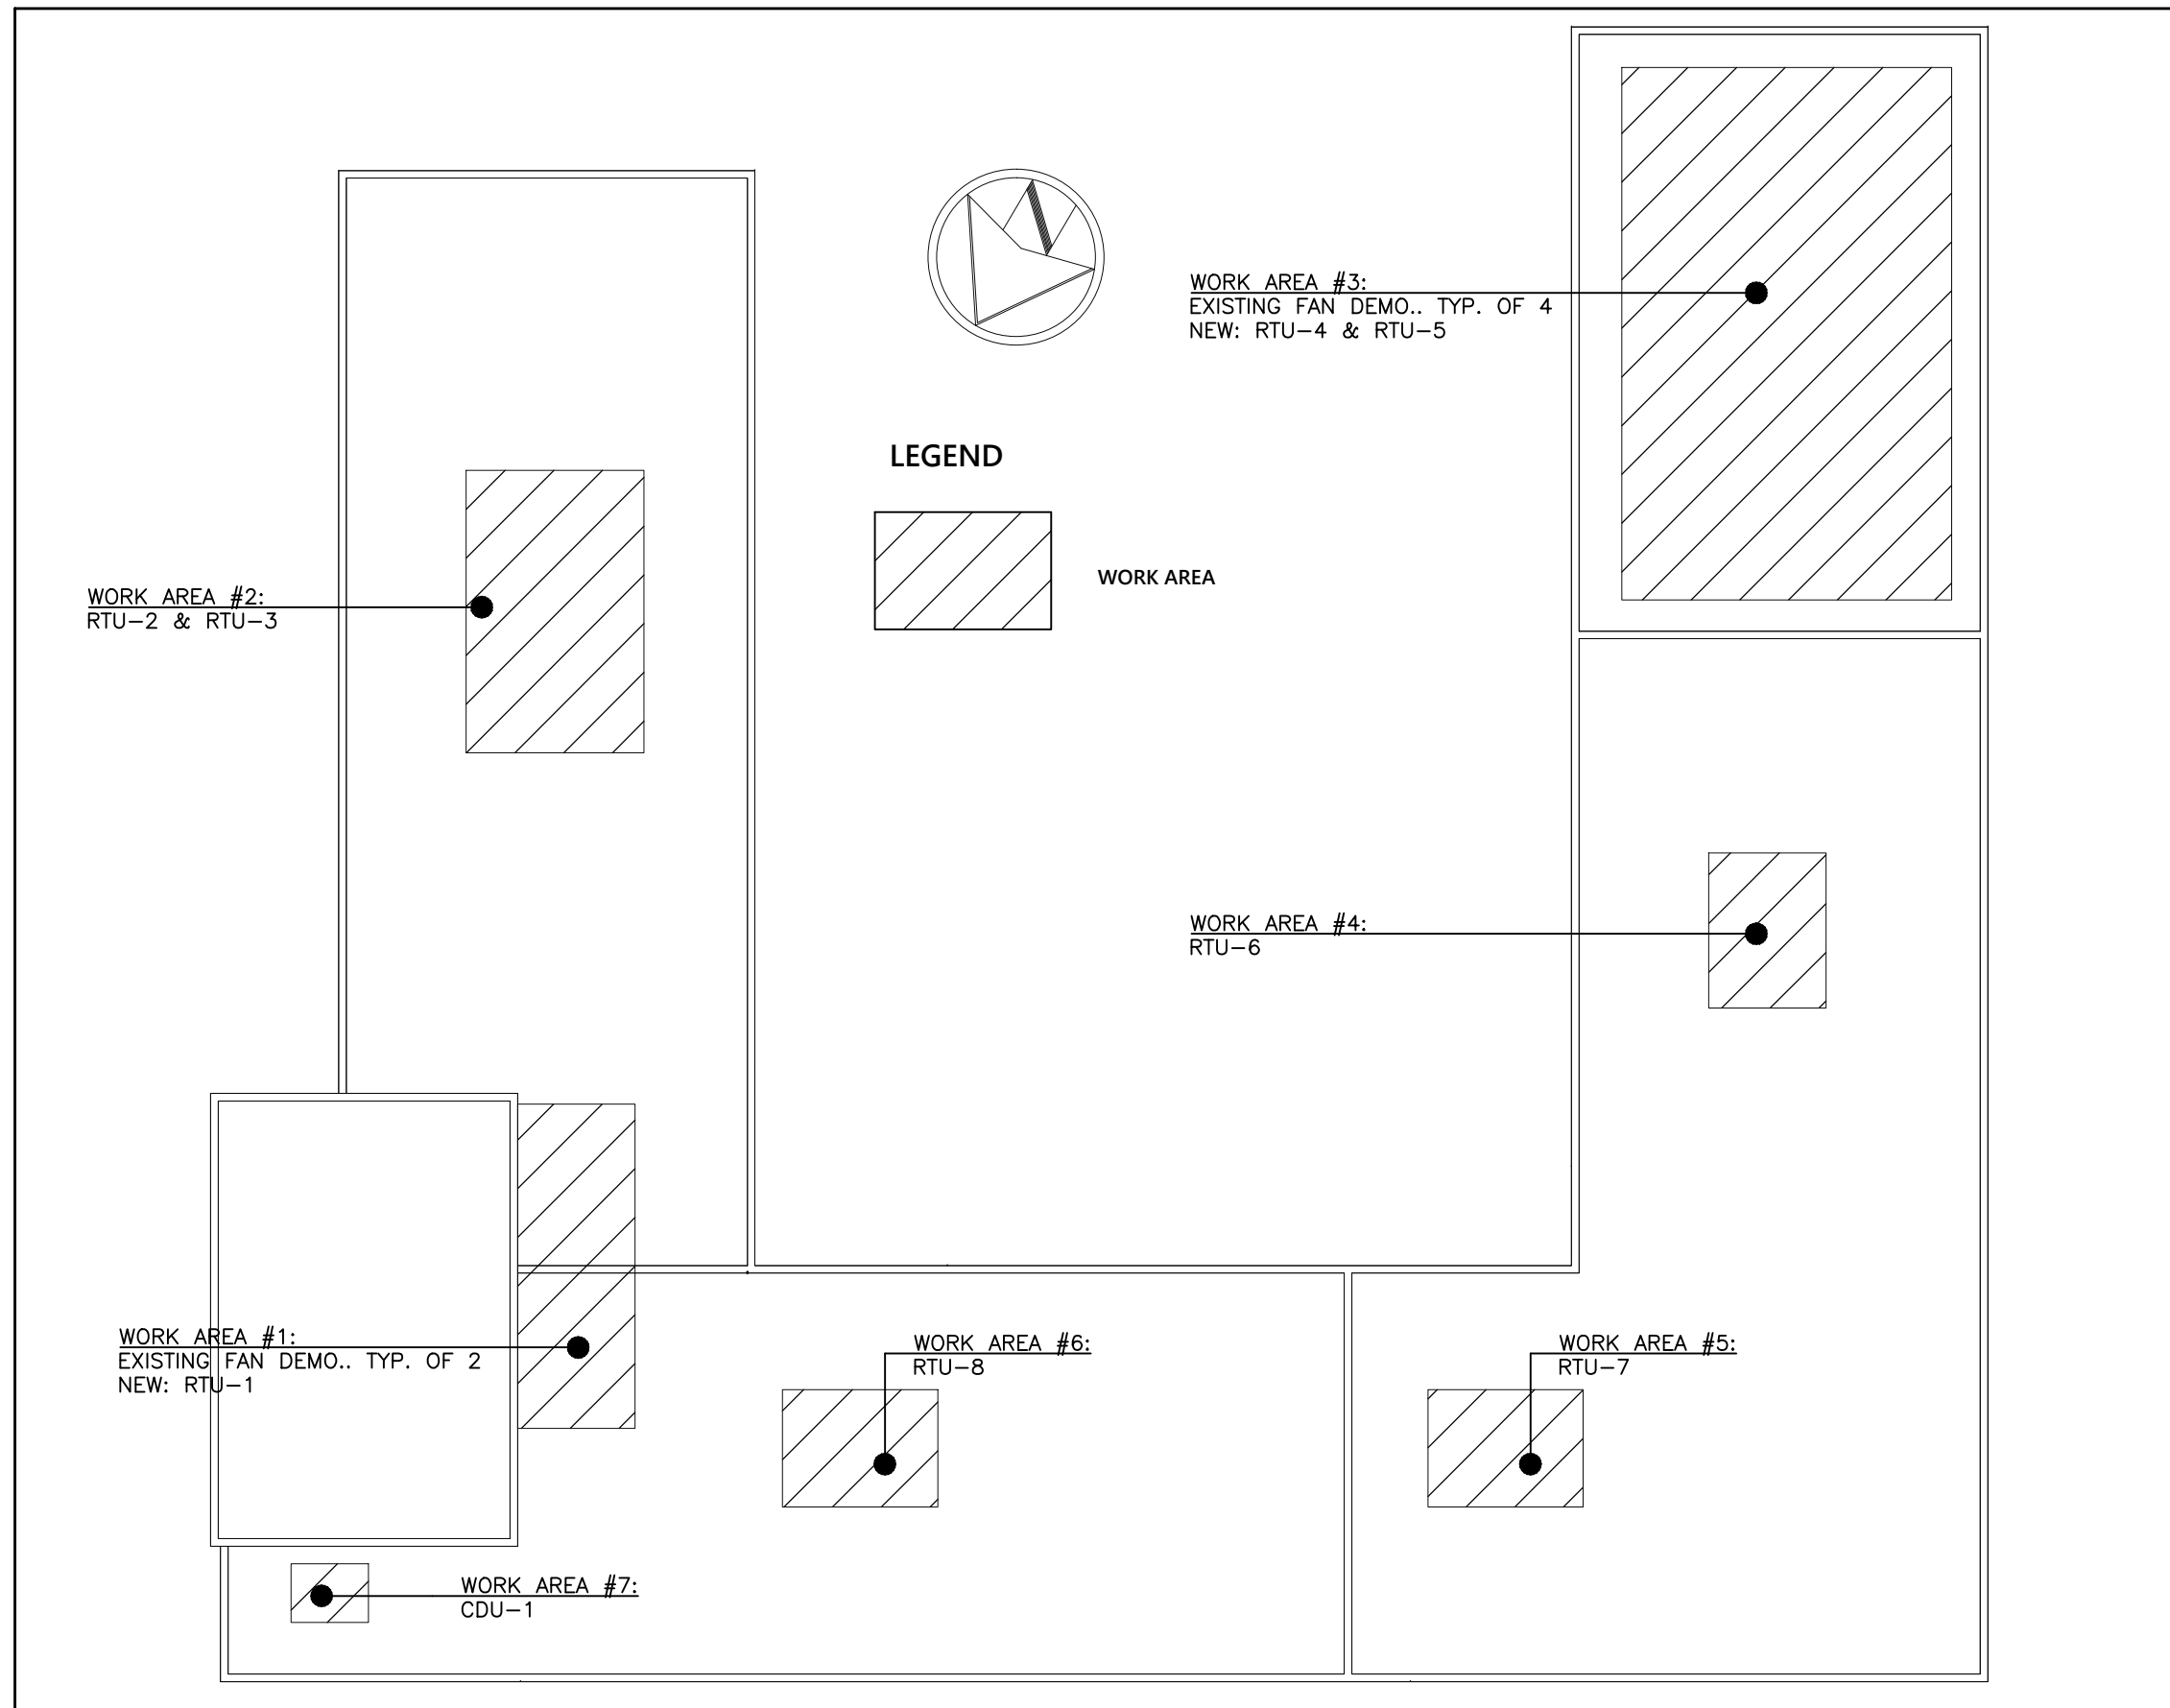 WORK AREA #3:
EXISTING FAN DEMO.. TYP. OF 4
NEW: RTU-4 & RTU-5
LEGEND
WORK AREA
WORK AREA #2:
RTU-2 & RTU-3
WORK AREA #4:
RTU-6
WORK AREA #1:
EXISTING FAN DEMO.. TYP. OF 2
NEW: RTU-1
WORK AREA #6:
RTU-8
WORK AREA #5:
RTU-7
WORK AREA #7:
CDU-1